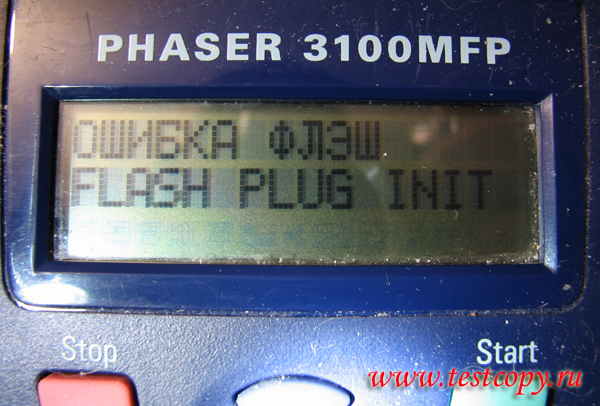 PHASER 3100MFP
ОШИБКА ФЛЭШ
FLASH PLUG INIT
Stop
Start
www.testcopy.ru